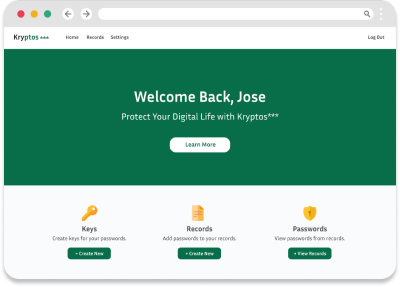 Kryptos ***
Home
Records
Settings
Log Out
Welcome Back, Jose
Protect Your Digital Life with Kryptos***
Learn More
Keys
Create keys for your passwords.
+ Create New
Records
Add passwords to your records.
+ Create New
Passwords
View passwords from records.
+ View Records